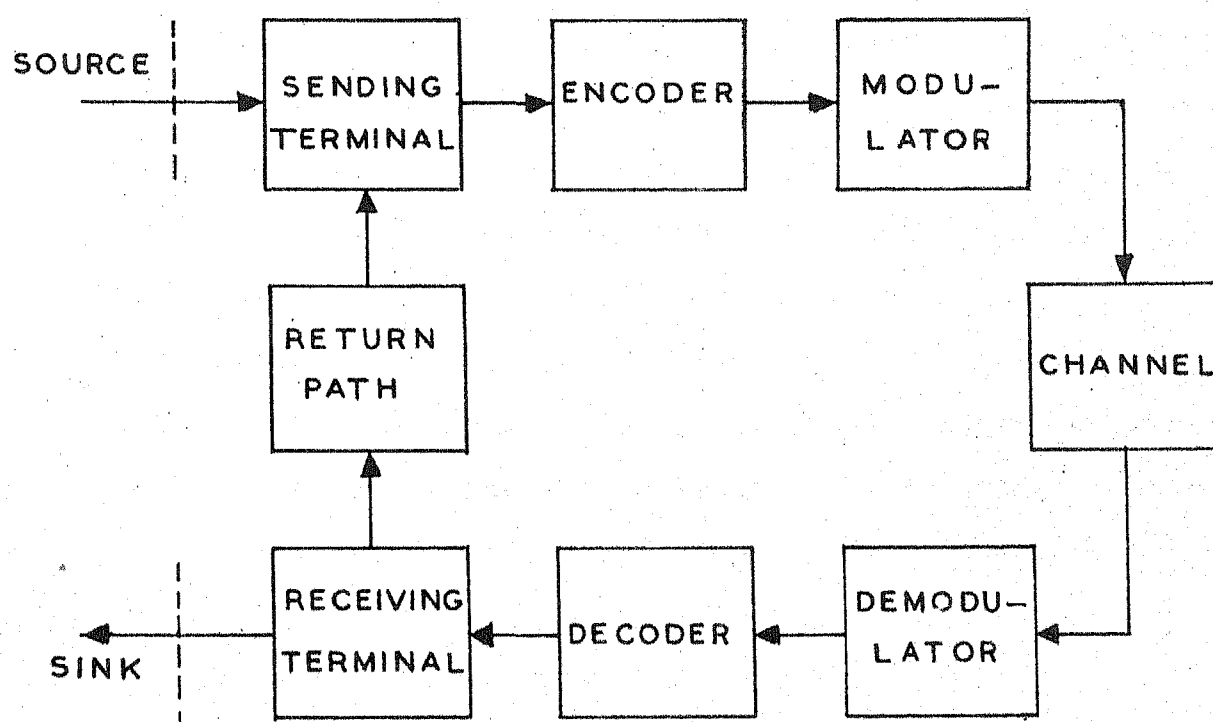 SOURCE
SENDING
TERMINAL
ENCODER
MODU-
LATOR
RETURN
PATH
CHANNEL
RECEIVING
TERMINAL
DECODER
DEMODU-
LATOR
SINK